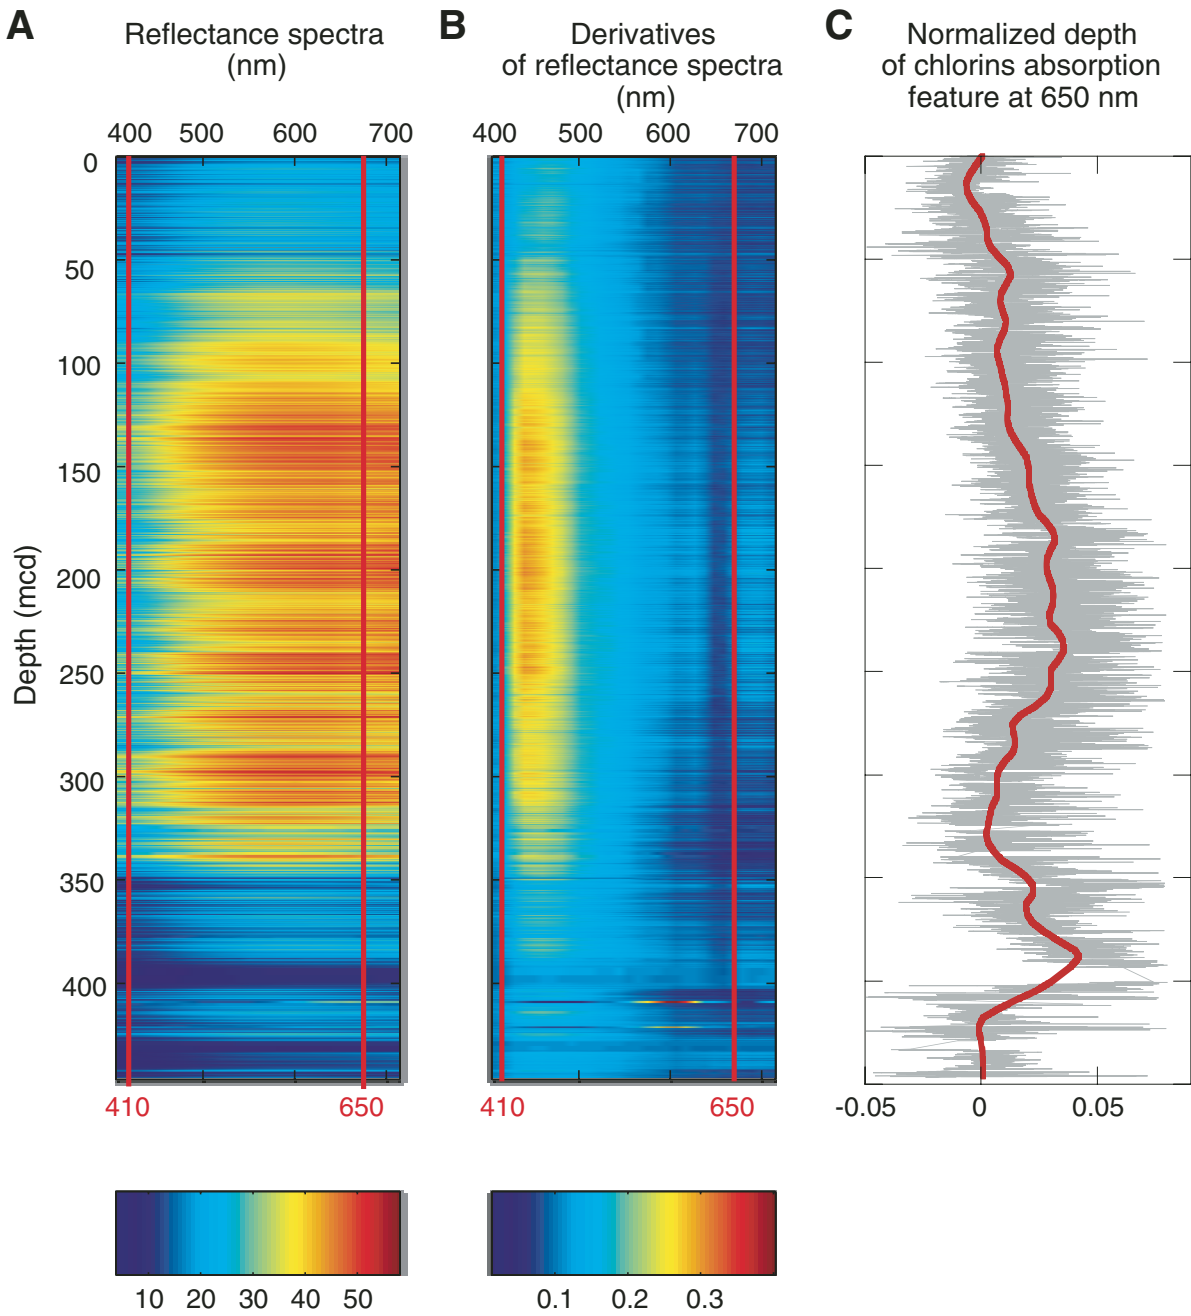 A
Reflectance spectra
(nm)
400 500 600 700
B
Derivatives
of reflectance spectra
(nm)
400 500 600 700
C
Normalized depth
of chlorins absorption
feature at 650 nm
Depth (mcd)
0
50
100
150
200
250
300
350
400
410 650
410 650
-0.05 0 0.05
10 20 30 40 50
0.1 0.2 0.3